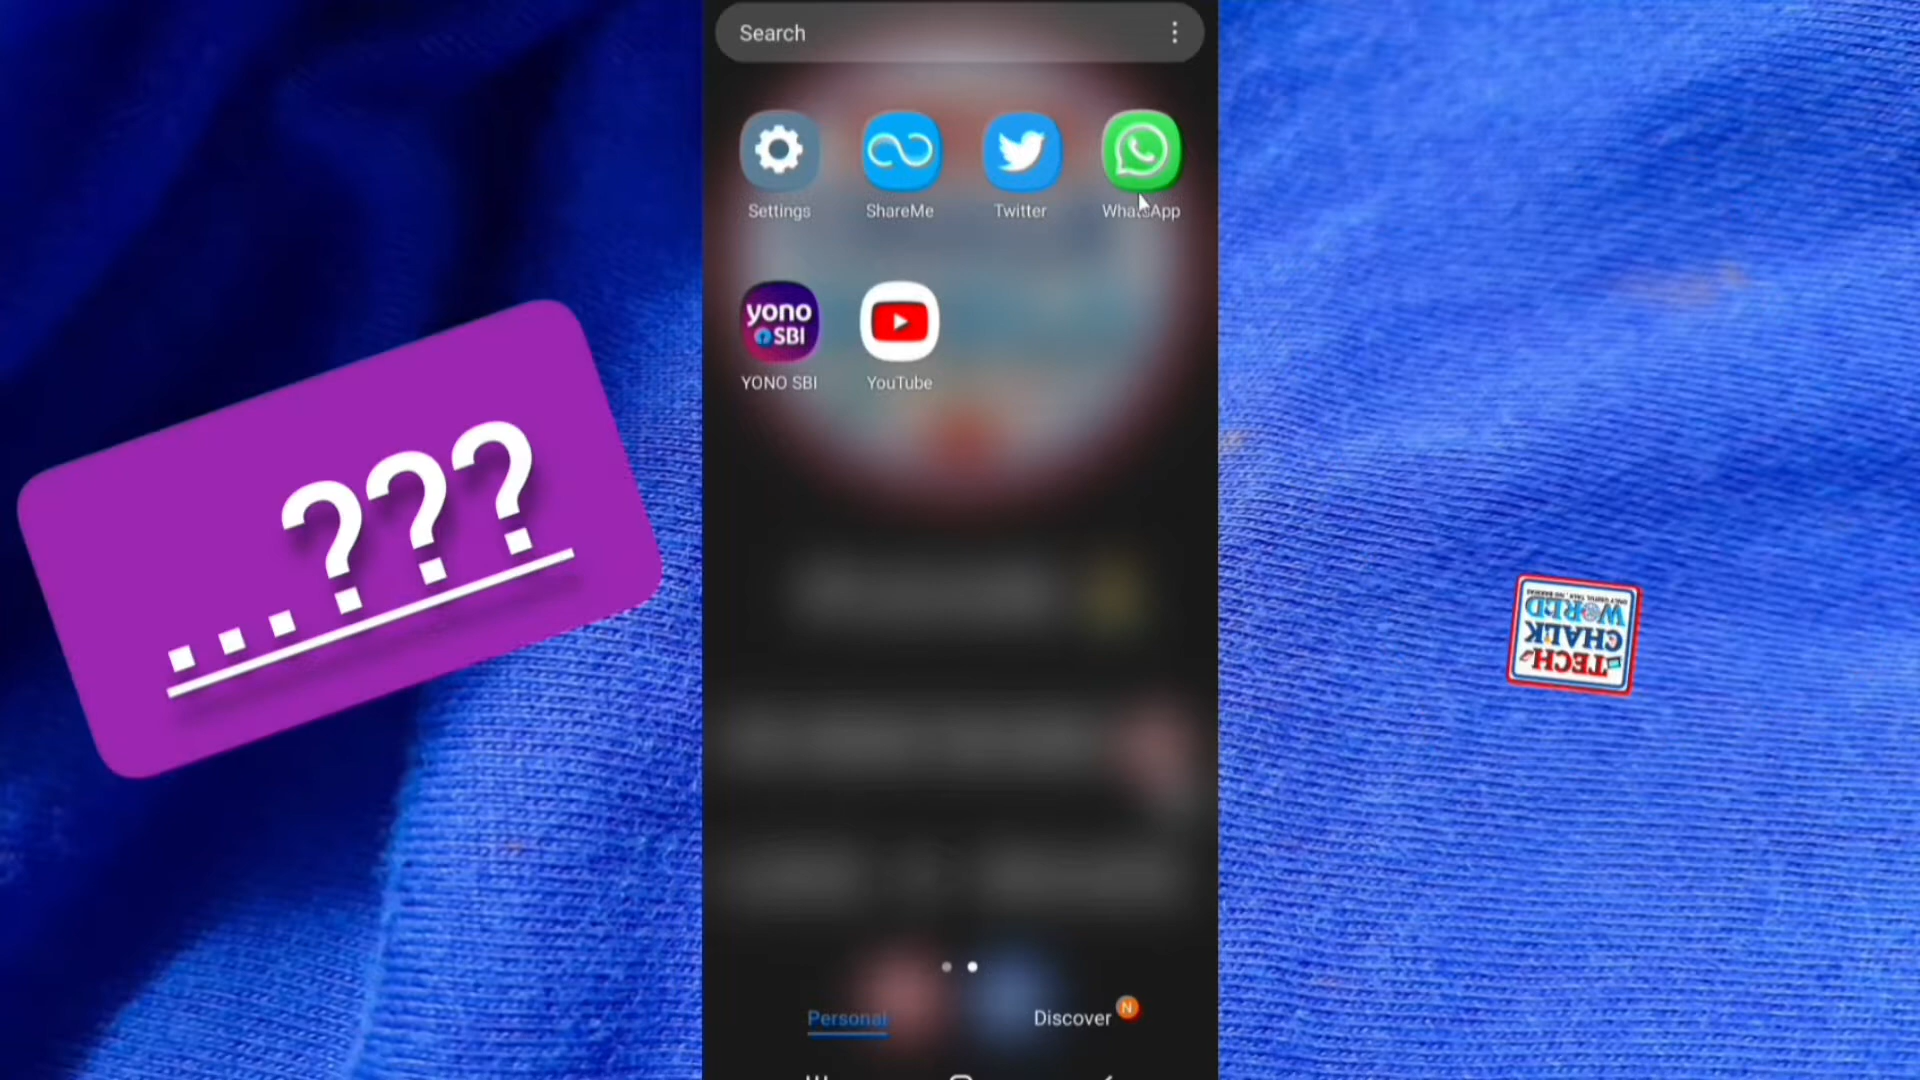 Search
Settings
ShareMe
Twitter
WhatsApp
yono
SBI
YONO SBI
YouTube
...???
TECH
CHALK
WORLD
Personal
Discover
N